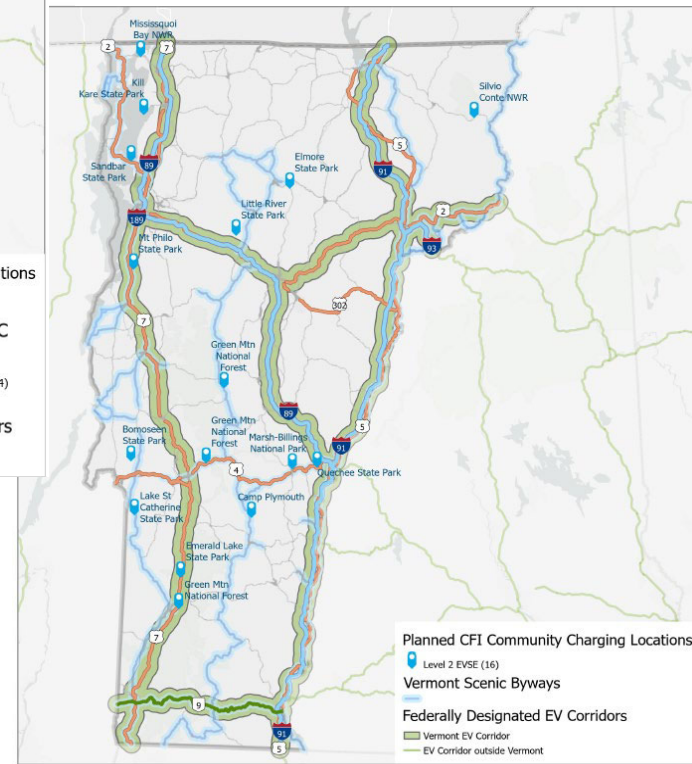 Mississquoi
Bay NWR
2
7
Kill
Kare State Park
Silvio
Conte NWR
5
Sandbar
State Park
89
Elmore
State Park
91
Little River
State Park
2
189
93
Mt Philo
State Park
tions
302
7
C
4)
rs
Green Mtn
National
Forest
89
5
Bomoseen
State Park
Green Mtn
National
Forest
Marsh-Billings
National Park
91
4
Quechee State Park
Lake St
Catherine
State Park
Camp Plymouth
Emerald Lake
State Park
Green Mtn
National Forest
7
9
91
5
Planned CFI Community Charging Locations
Level 2 EVSE (16)
Vermont Scenic Byways
Federally Designated EV Corridors
Vermont EV Corridor
EV Corridor outside Vermont